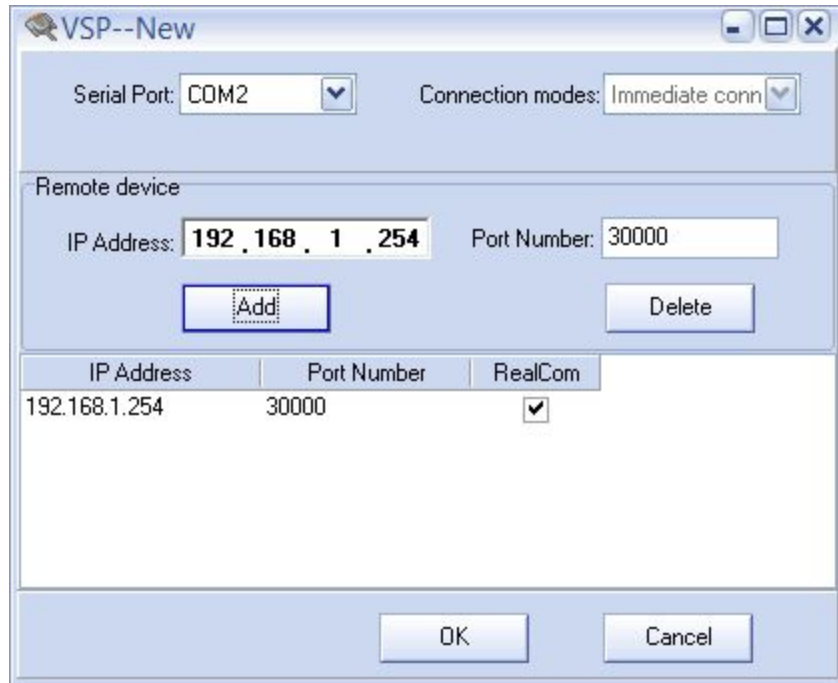 VSP--New
Serial Port: COM2 Connection modes: Immediate conn
Remote device
IP Address: 192 . 168 . 1 . 254 Port Number: 30000
Add Delete
IP Address Port Number RealCom
192.168.1.254 30000
OK Cancel